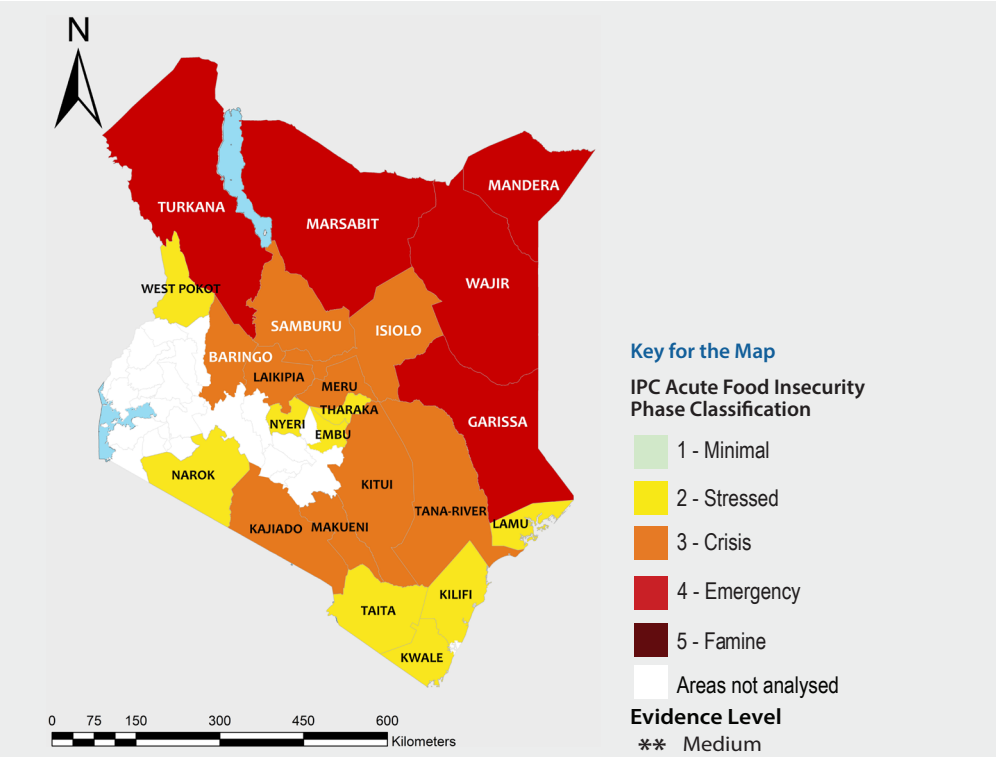 N
MANDERA
TURKANA
MARSABIT
WAJIR
WEST POKOT
SAMBURU
ISIOLO
BARINGO
LAIKIPIA
MERU
THARAKA
NYERI
EMBU
GARISSA
NAROK
KITUI
TANA-RIVER
LAMU
KAJIADO
MAKUENI
KILIFI
TAITA
KWALE
0 75 150 300 450 600
Kilometers
Key for the Map
IPC Acute Food Insecurity
Phase Classification
1 - Minimal
2 - Stressed
3 - Crisis
4 - Emergency
5 - Famine
Areas not analysed
Evidence Level
** Medium